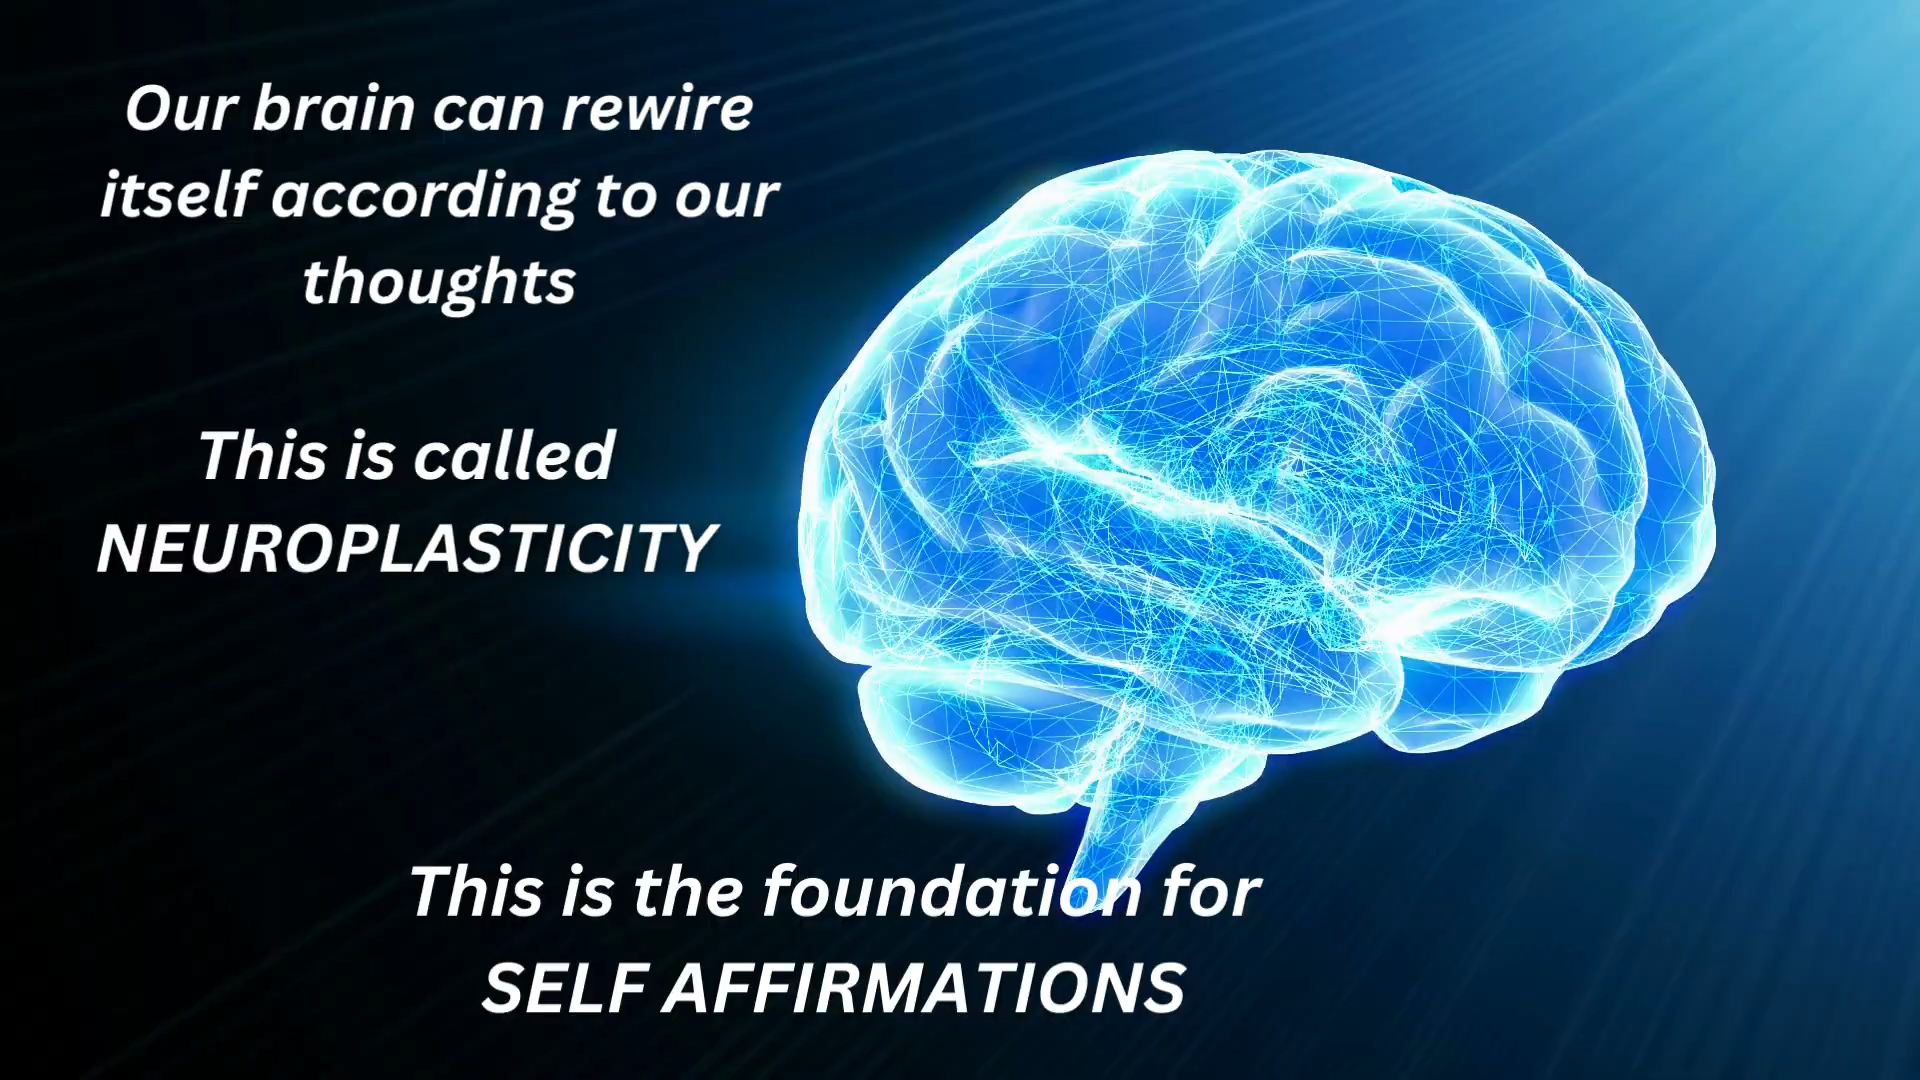 Our brain can rewire
itself according to our
thoughts
This is called
NEUROPLASTICITY
This is the foundation for
SELF AFFIRMATIONS